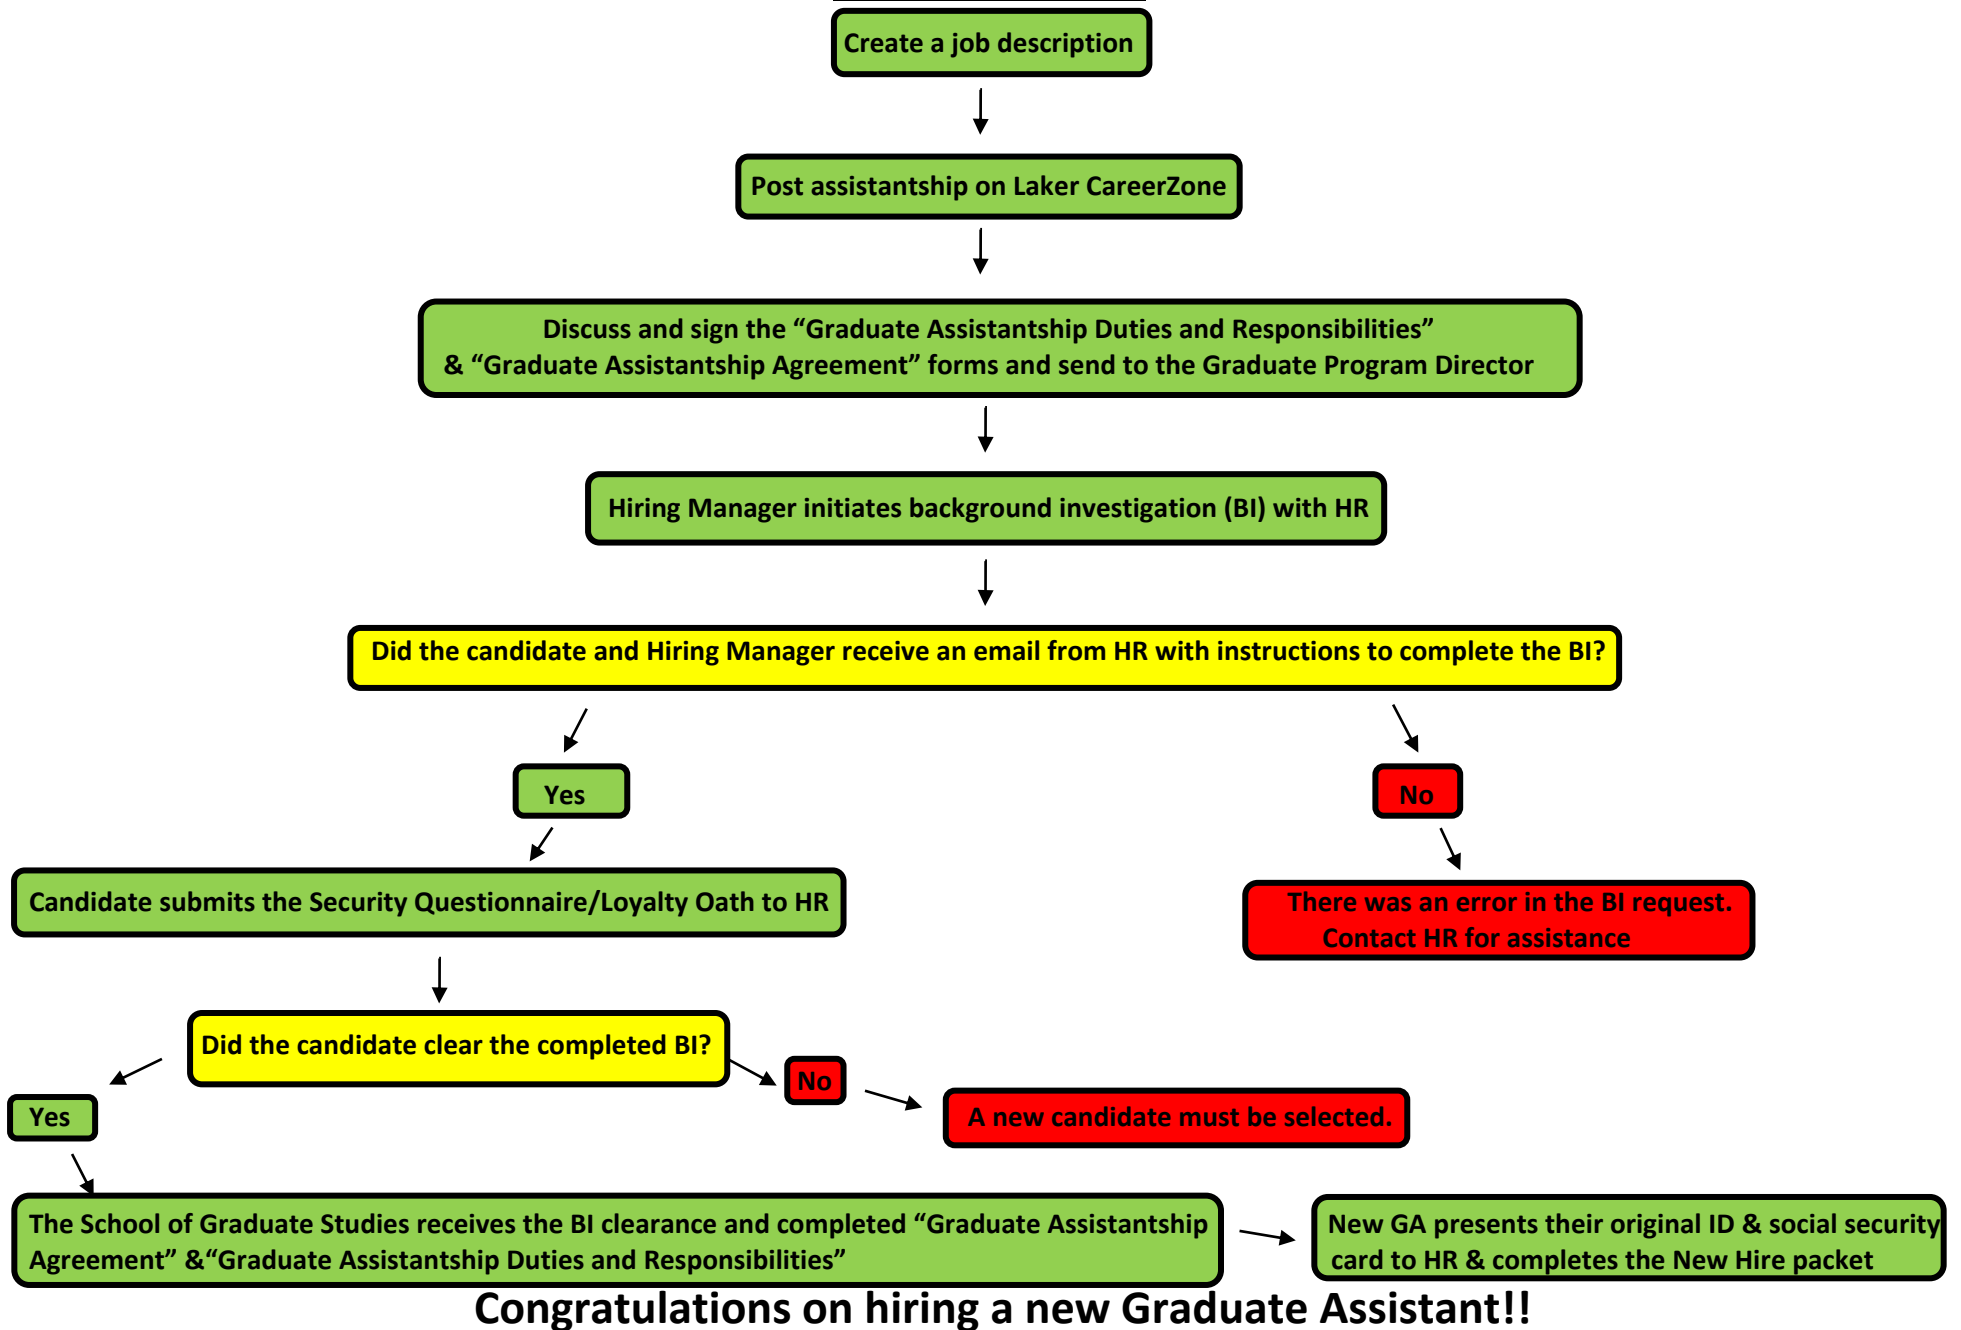 Create a job description
Post assistantship on Laker CareerZone
Discuss and sign the “Graduate Assistantship Duties and Responsibilities”
& “Graduate Assistantship Agreement” forms and send to the Graduate Program Director
Hiring Manager initiates background investigation (BI) with HR
Did the candidate and Hiring Manager receive an email from HR with instructions to complete the BI?
Yes
No
Candidate submits the Security Questionnaire/Loyalty Oath to HR
There was an error in the BI request.
Contact HR for assistance
Did the candidate clear the completed BI?
No
Yes
A new candidate must be selected.
The School of Graduate Studies receives the BI clearance and completed “Graduate Assistantship
Agreement” &“Graduate Assistantship Duties and Responsibilities”
New GA presents their original ID & social security
card to HR & completes the New Hire packet
Congratulations on hiring a new Graduate Assistant!!